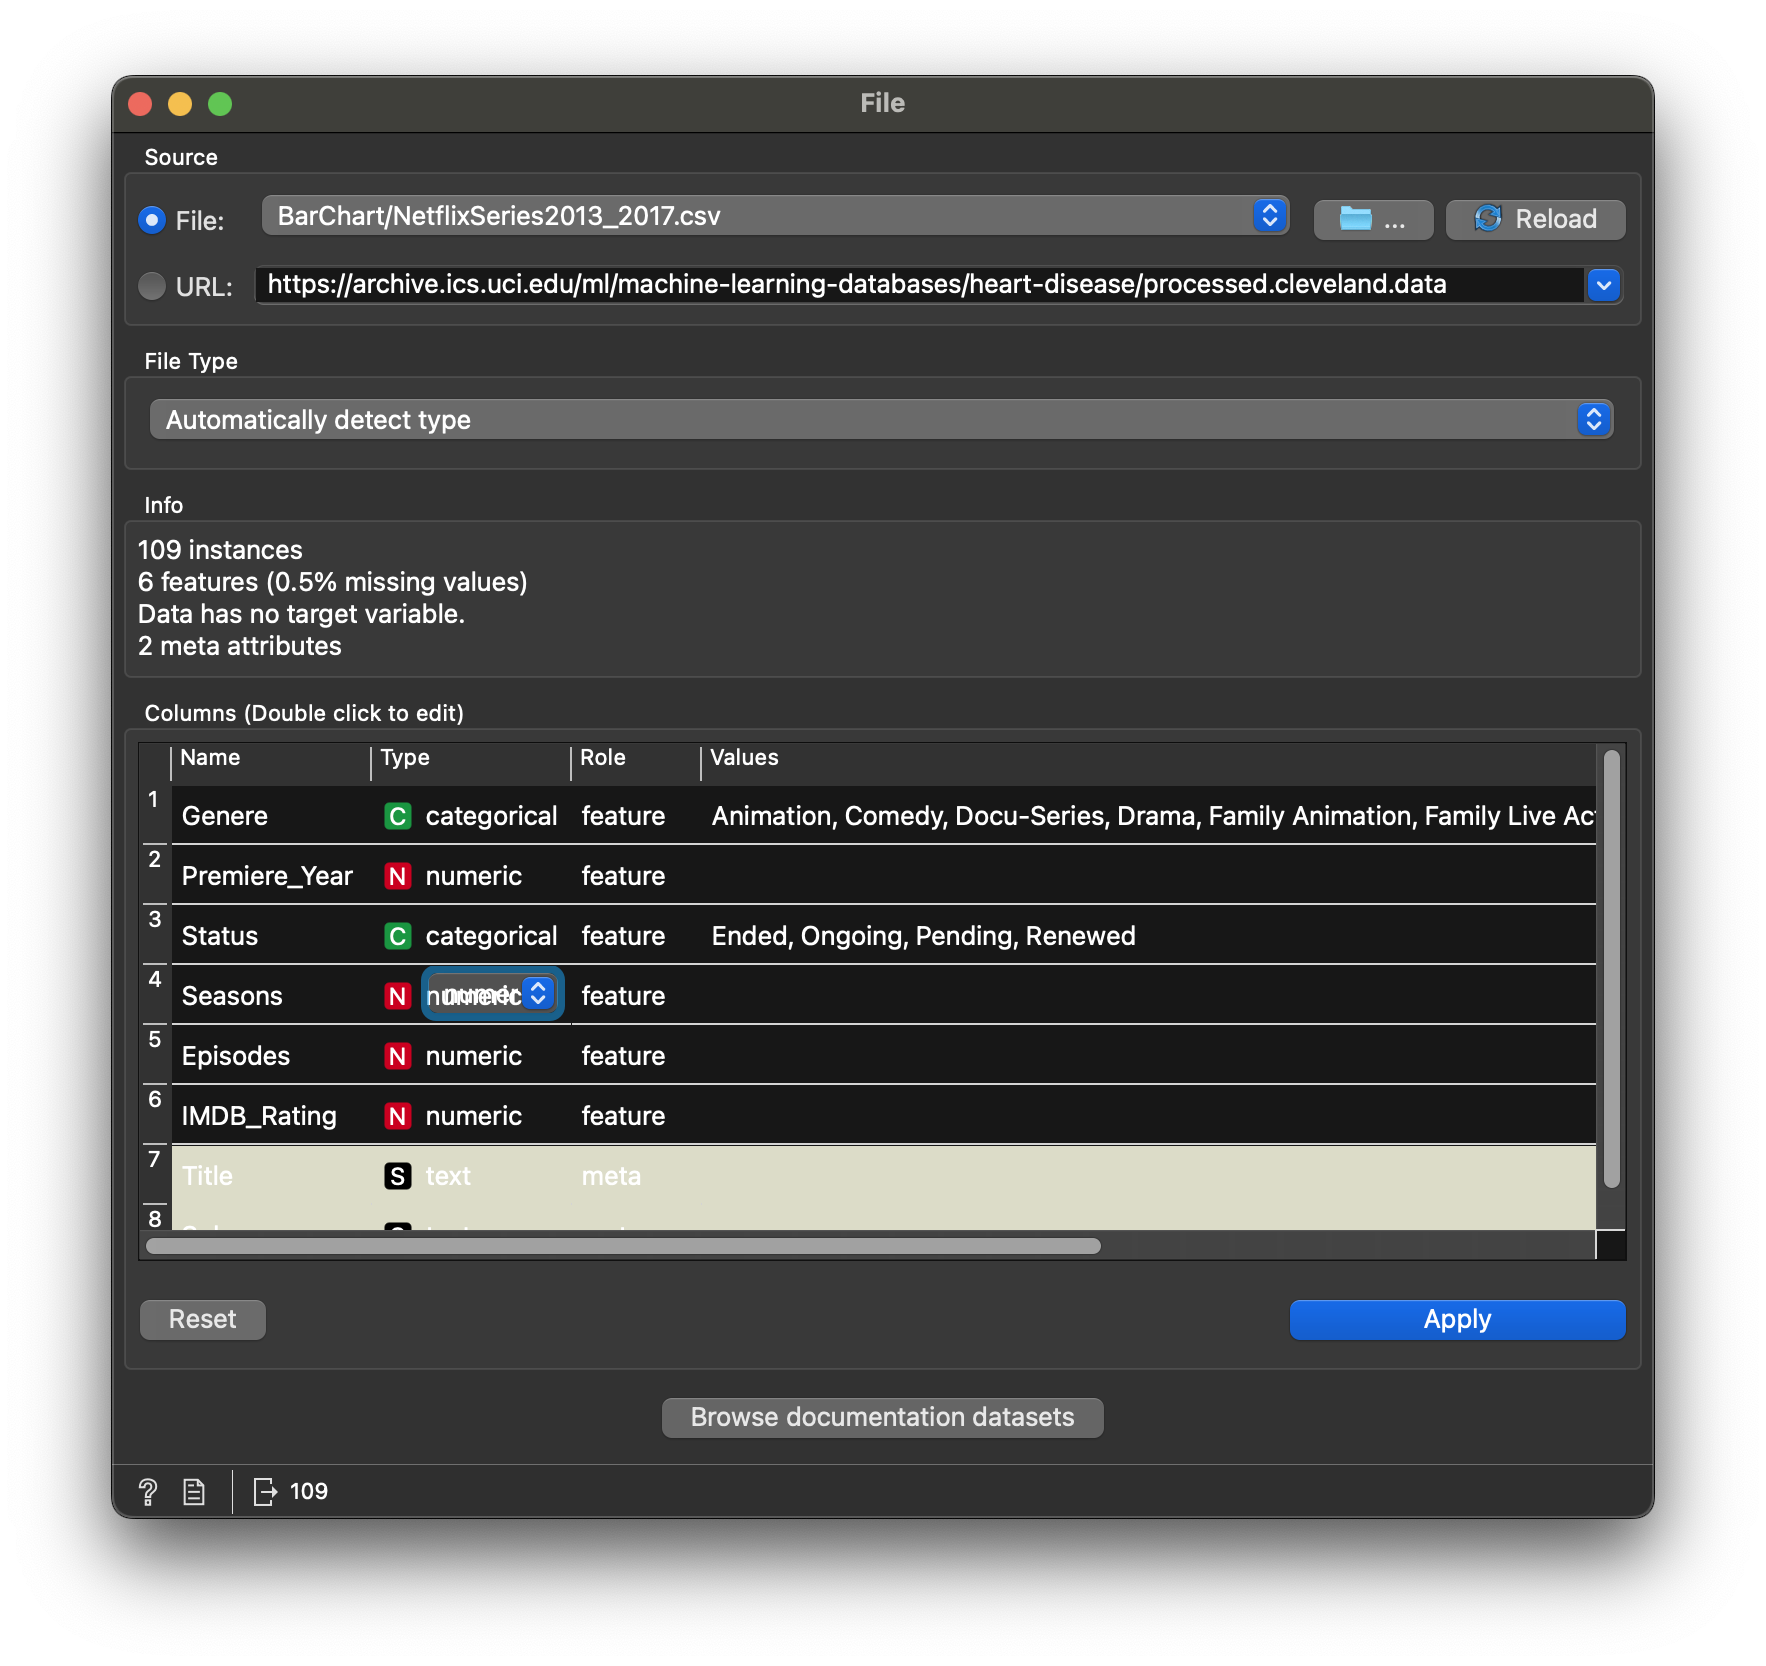 File
Source
File: BarChart/NetflixSeries2013_2017.csv ... Reload
URL: https://archive.ics.uci.edu/ml/machine-learning-databases/heart-disease/processed.cleveland.data
File Type
Automatically detect type
Info
109 instances
6 features (0.5% missing values)
Data has no target variable.
2 meta attributes
Columns (Double click to edit)
Name Type Role Values
1 Genere C categorical feature Animation, Comedy, Docu-Series, Drama, Family Animation, Family Live Act
2 Premiere_Year N numeric feature
3 Status C categorical feature Ended, Ongoing, Pending, Renewed
4 Seasons N numeric feature
5 Episodes N numeric feature
6 IMDB_Rating N numeric feature
7 Title S text meta
8
Reset Apply
Browse documentation datasets
? 109